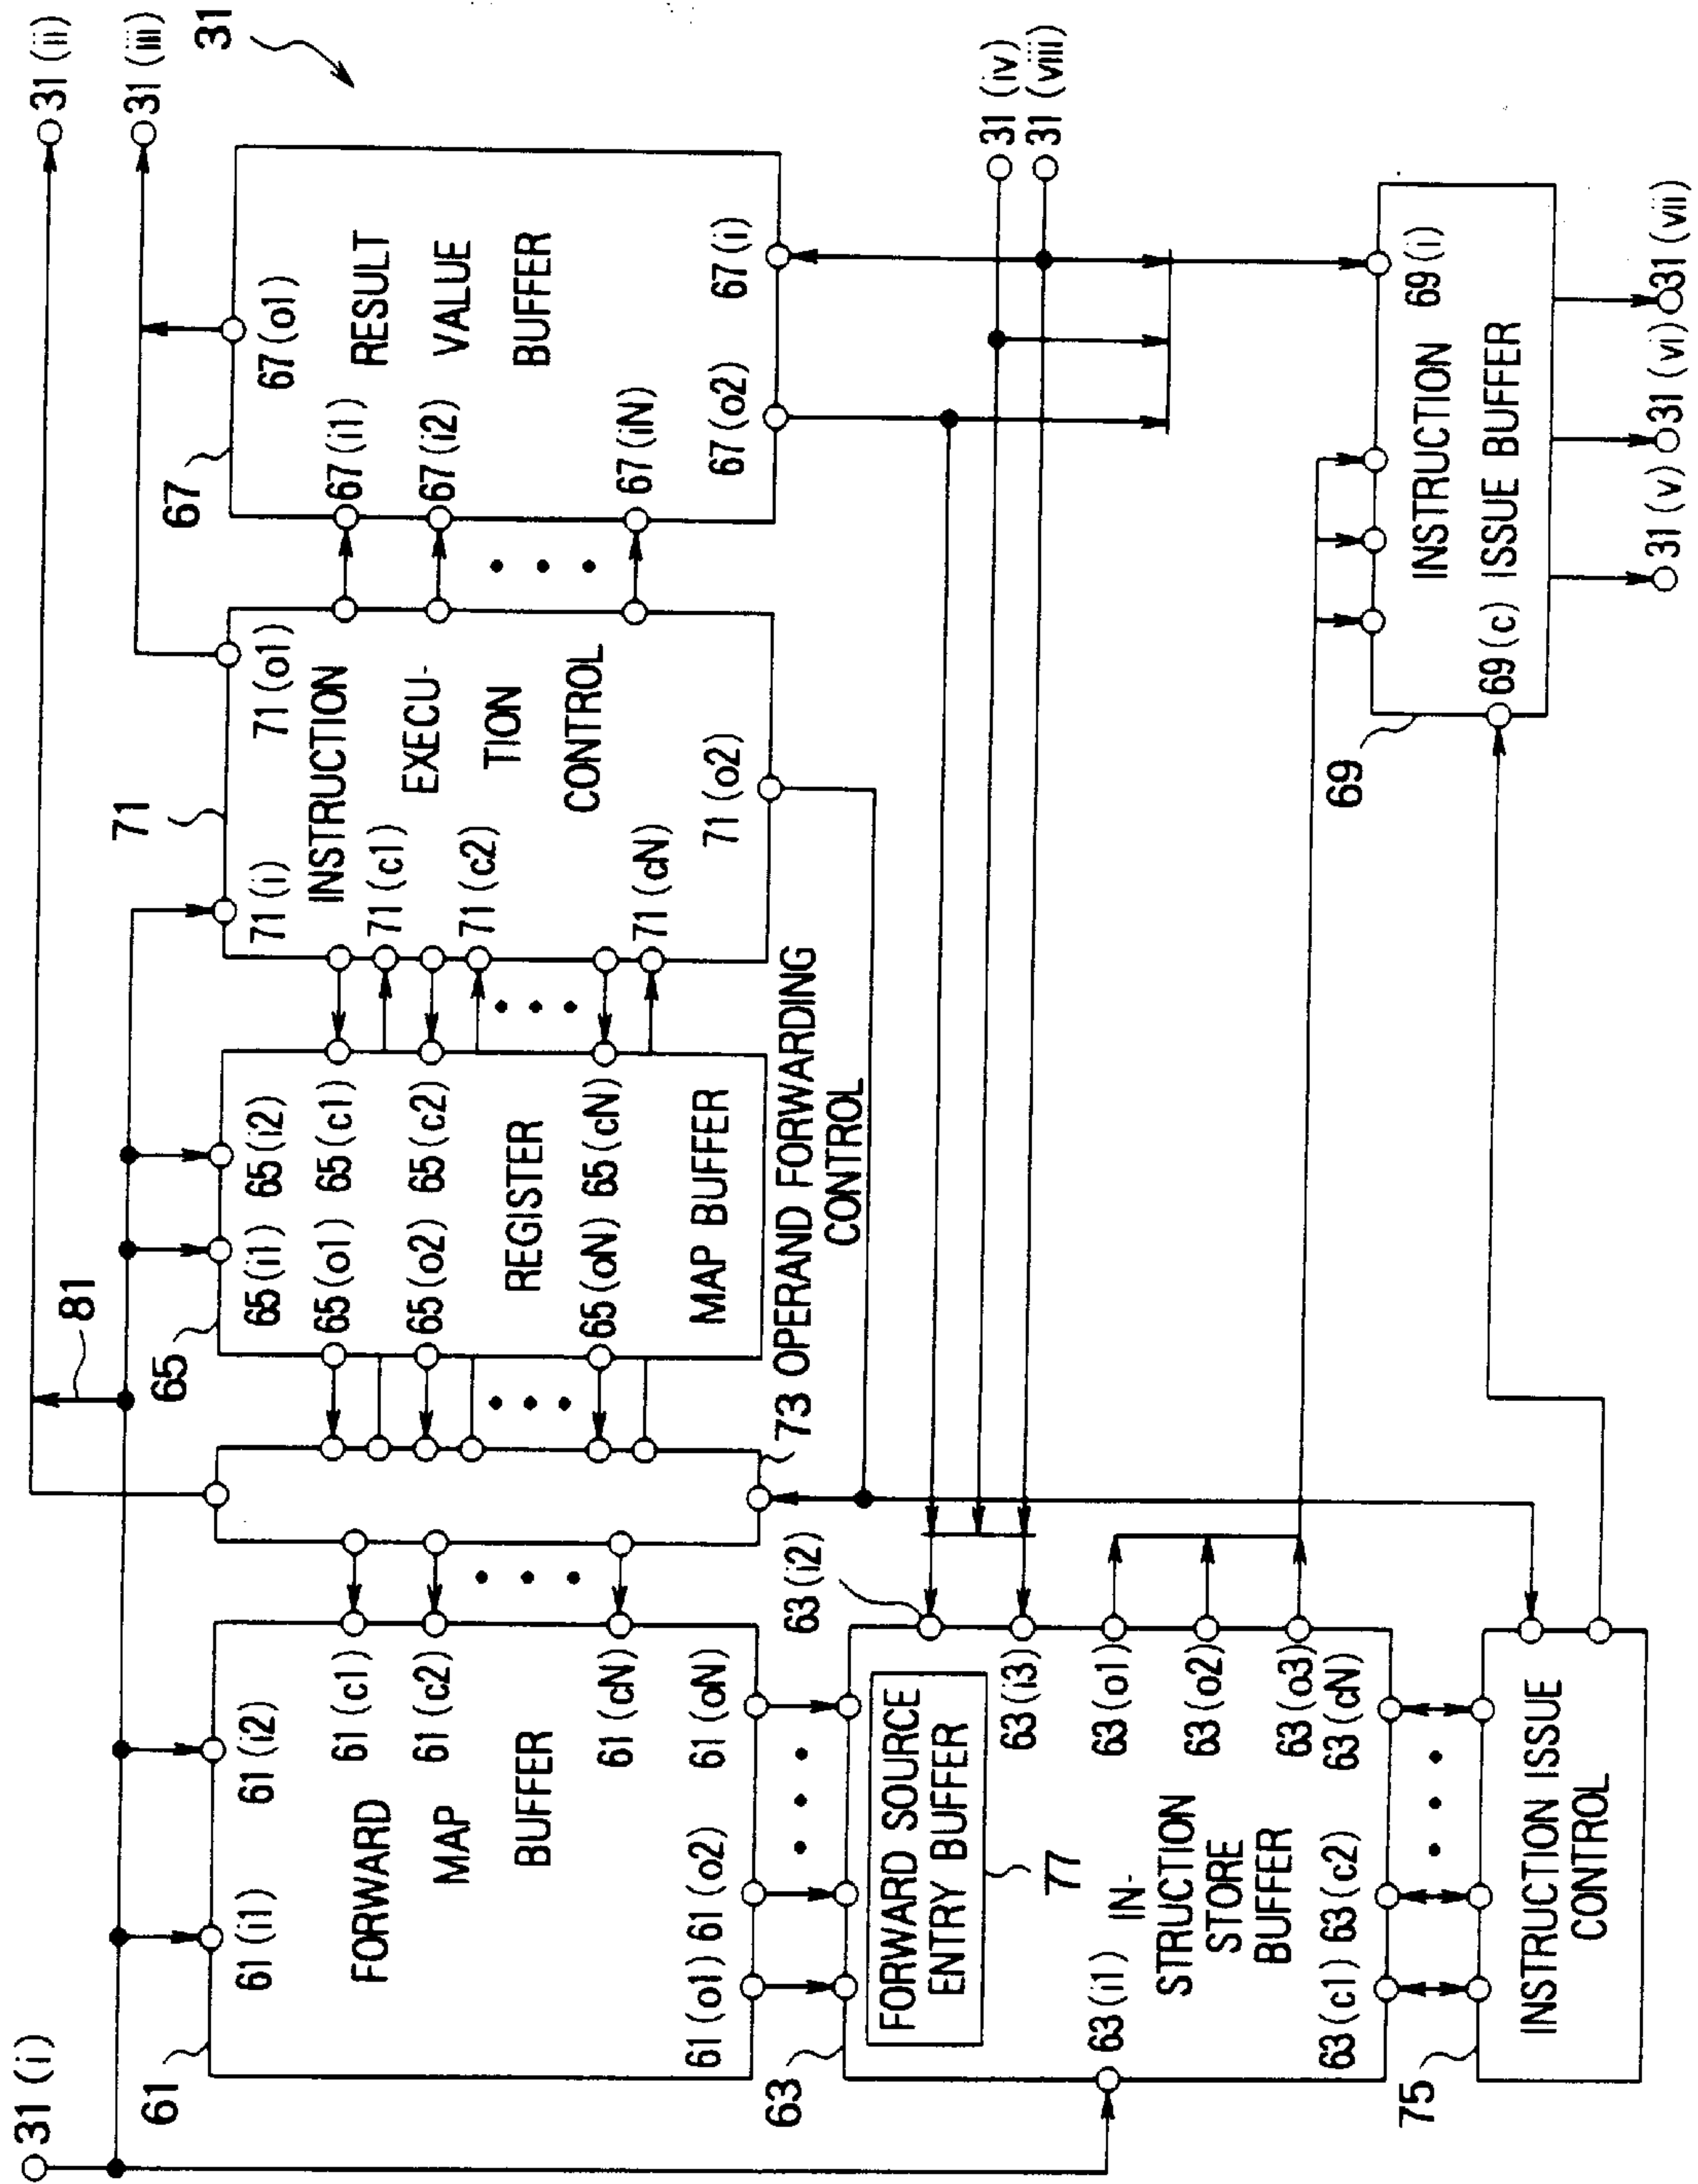 31 (i)
31 (ii)
31 (iii)
31
81
61
61 (i1)
61 (i2)
FORWARD
MAP
BUFFER
61 (c1)
61 (c2)
61 (cN)
61 (o1)
61 (o2)
61 (oN)
73 OPERAND FORWARDING
CONTROL
65
65 (i1)
65 (i2)
65 (o1)
65 (c1)
65 (o2)
65 (c2)
REGISTER
65 (oN)
65 (cN)
MAP BUFFER
71
71 (i)
71 (o1)
INSTRUCTION
71 (c1)
EXECU-
71 (c2)
TION
CONTROL
71 (cN)
71 (o2)
67
67 (o1)
67 (i1)
RESULT
67 (i2)
VALUE
BUFFER
67 (iN)
67 (o2)
67 (i)
31 (iv)
31 (viii)
63
63 (i2)
FORWARD SOURCE
ENTRY BUFFER
77
63 (i3)
63 (i1)
IN-
STRUCTION
STORE
BUFFER
63 (o1)
63 (o2)
63 (o3)
63 (c1)
63 (c2)
63 (cN)
75
INSTRUCTION ISSUE
CONTROL
69
69 (i)
INSTRUCTION
69 (c)
ISSUE BUFFER
31 (v)
31 (vi)
31 (vii)